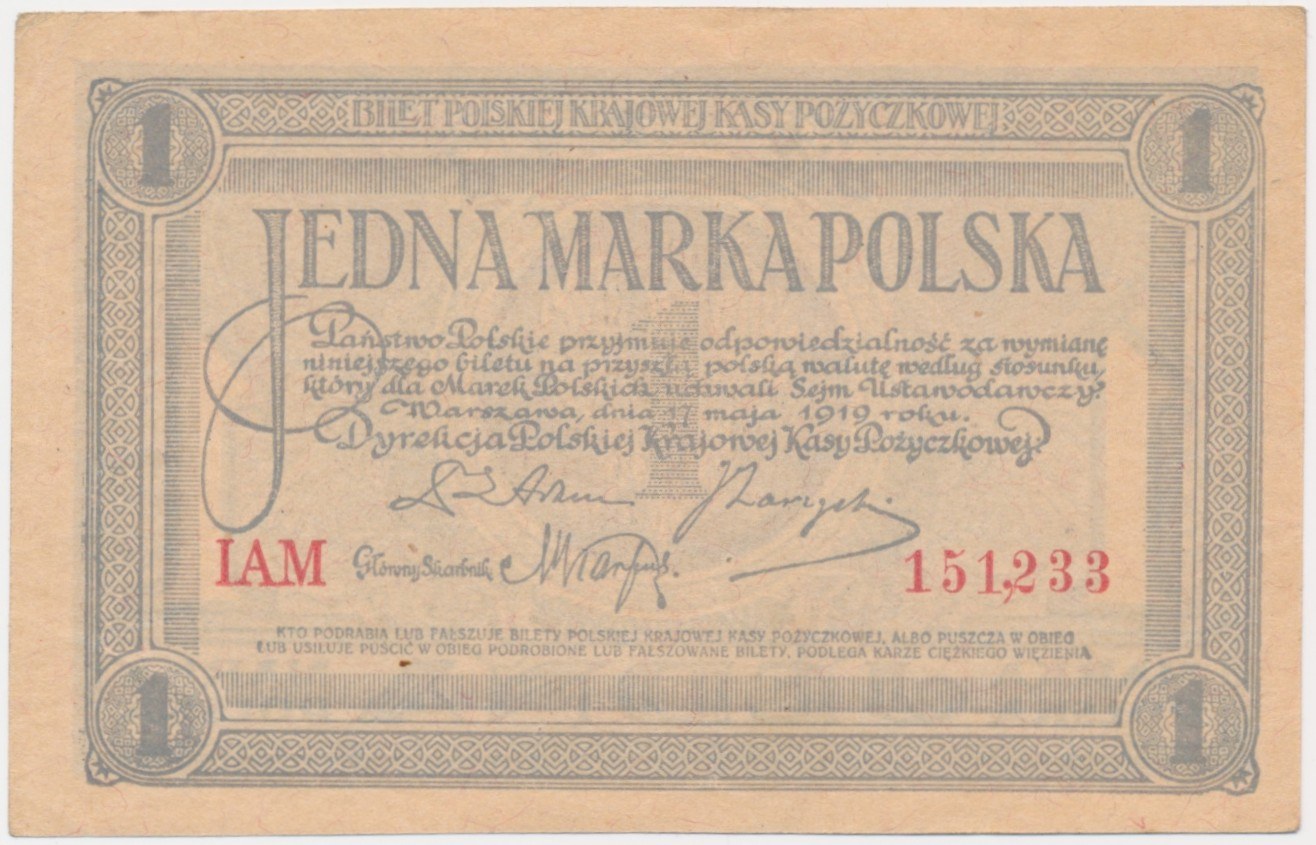 BILET POLSKIEJ KRAJOWEJ KASY POŻYCZKOWEJ
1 1
JEDNA MARKA POLSKA
1
Państwo Polskie przyjmuje odpowiedzialność za wymianę
niniejszego biletu na przyszłą polską walutę według stosunku,
który dla Marek Polskich uchwali Sejm Ustawodawczy.
Warszawa, dnia 17 maja 1919 roku.
Dyrekcja Polskiej Krajowej Kasy Pożyczkowej
IAM Główny Skarbnik 151,233
KTO PODRABIA LUB FAŁSZUJE BILETY POLSKIEJ KRAJOWEJ KASY POŻYCZKOWEJ, ALBO PUSZCZA W OBIEG
LUB USIŁUJE PUŚCIĆ W OBIEG PODROBIONE LUB FAŁSZOWANE BILETY, PODLEGA KARZE CIĘŻKIEGO WIĘZIENIA
1 1